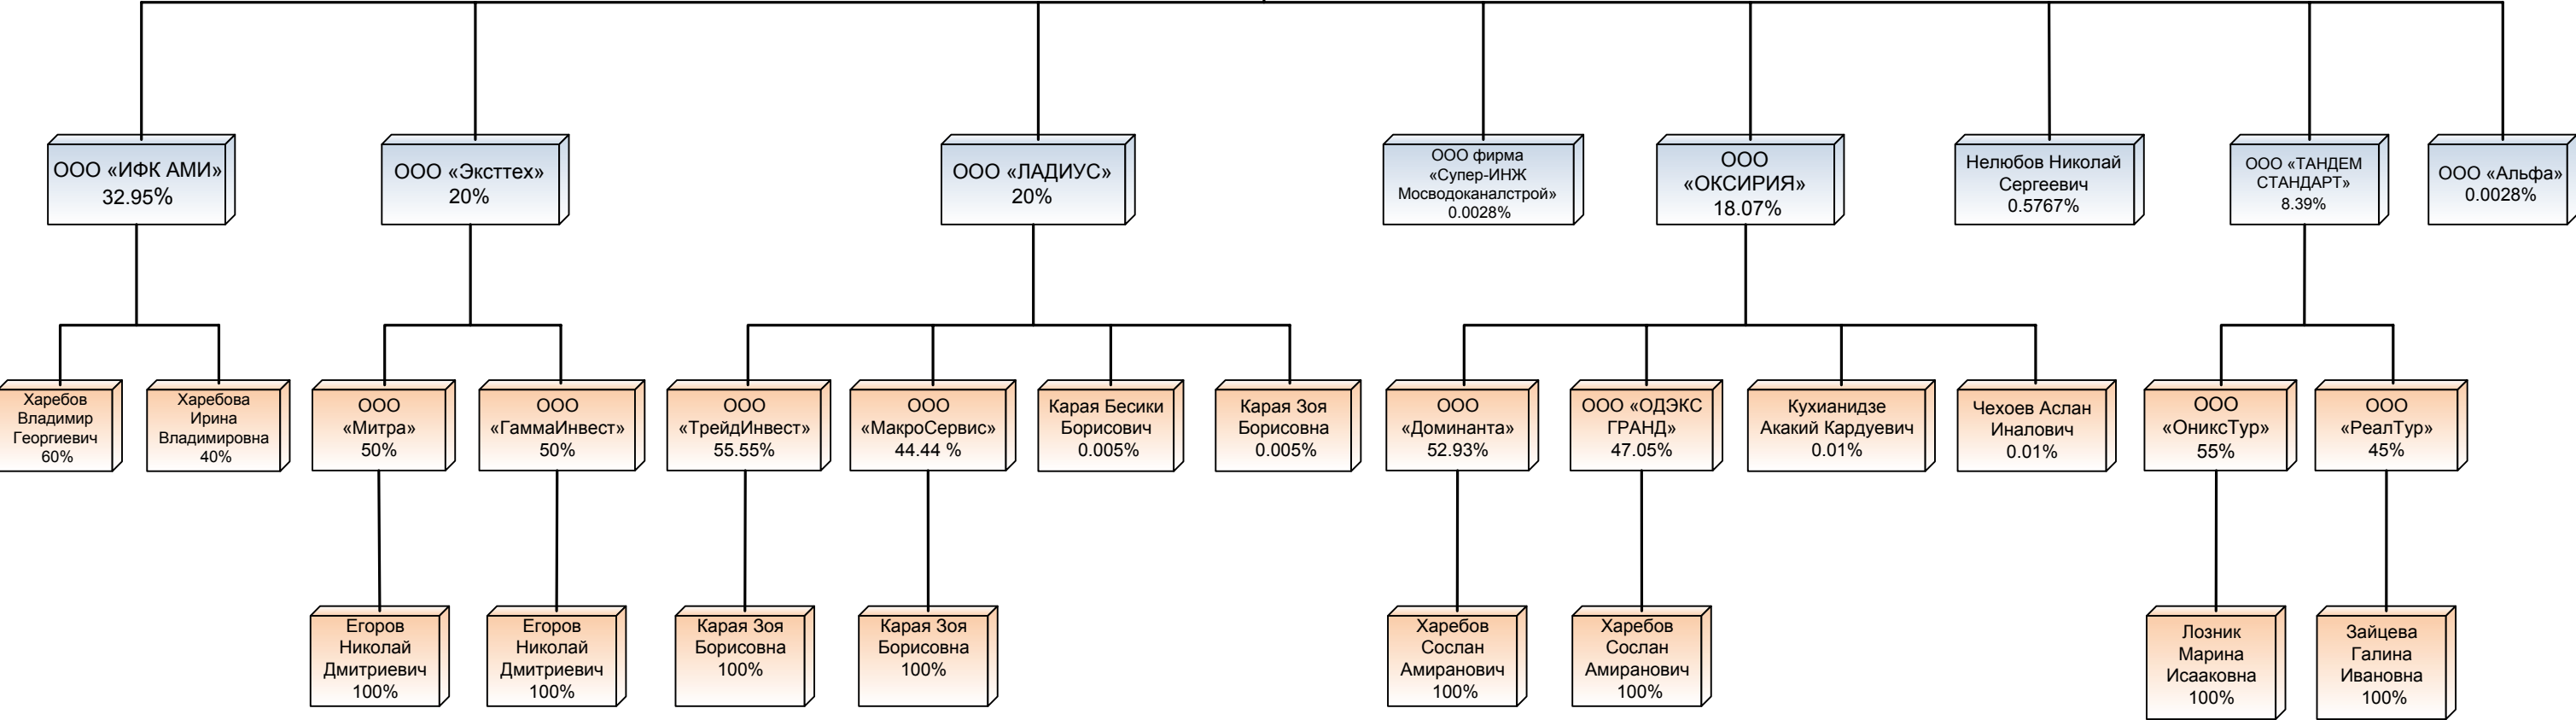 ООО «ИФК АМИ»
32.95%
ООО «Эксттех»
20%
ООО «ЛАДИУС»
20%
ООО фирма
«Супер-ИНЖ
Мосводоканалстрой»
0.0028%
ООО
«ОКСИРИЯ»
18.07%
Нелюбов Николай
Сергеевич
0.5767%
ООО «ТАНДЕМ
СТАНДАРТ»
8.39%
ООО «Альфа»
0.0028%
Харебов
Владимир
Георгиевич
60%
Харебова
Ирина
Владимировна
40%
ООО
«Митра»
50%
ООО
«ГаммаИнвест»
50%
ООО
«ТрейдИнвест»
55.55%
ООО
«МакроСервис»
44.44 %
Карая Бесики
Борисович
0.005%
Карая Зоя
Борисовна
0.005%
ООО
«Доминанта»
52.93%
ООО «ОДЭКС
ГРАНД»
47.05%
Кухианидзе
Акакий Кардуевич
0.01%
Чехоев Аслан
Иналович
0.01%
ООО
«ОниксТур»
55%
ООО
«РеалТур»
45%
Егоров
Николай
Дмитриевич
100%
Егоров
Николай
Дмитриевич
100%
Карая Зоя
Борисовна
100%
Карая Зоя
Борисовна
100%
Харебов
Сослан
Амиранович
100%
Харебов
Сослан
Амиранович
100%
Лозник
Марина
Исааковна
100%
Зайцева
Галина
Ивановна
100%